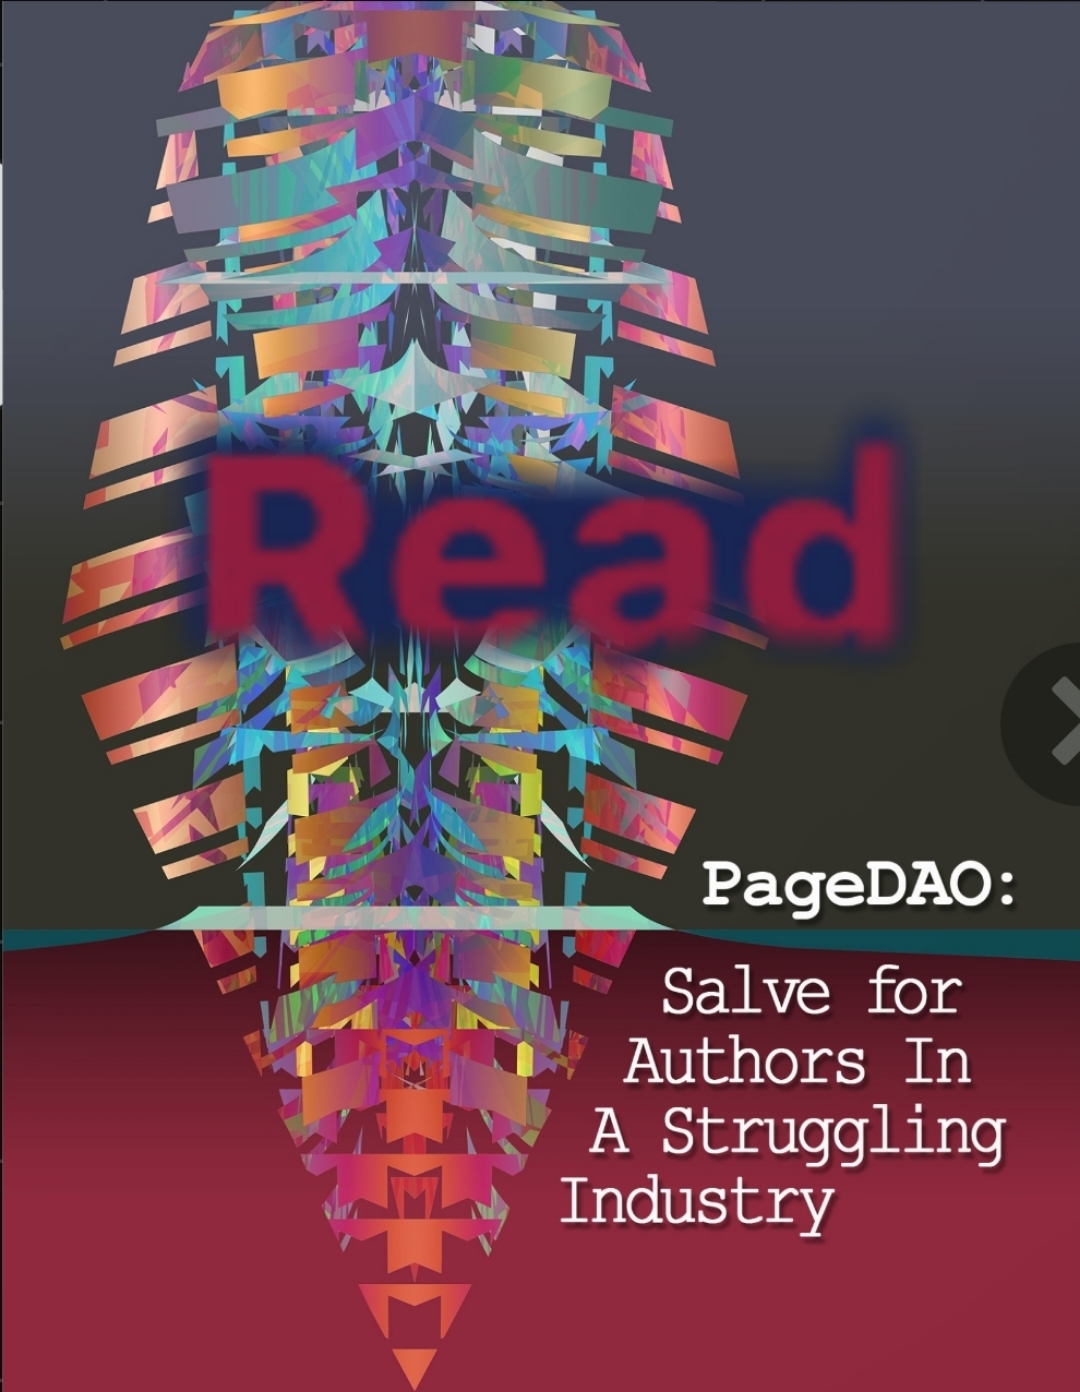 Read
PageDAO:
Salve for
Authors In
A Struggling
Industry